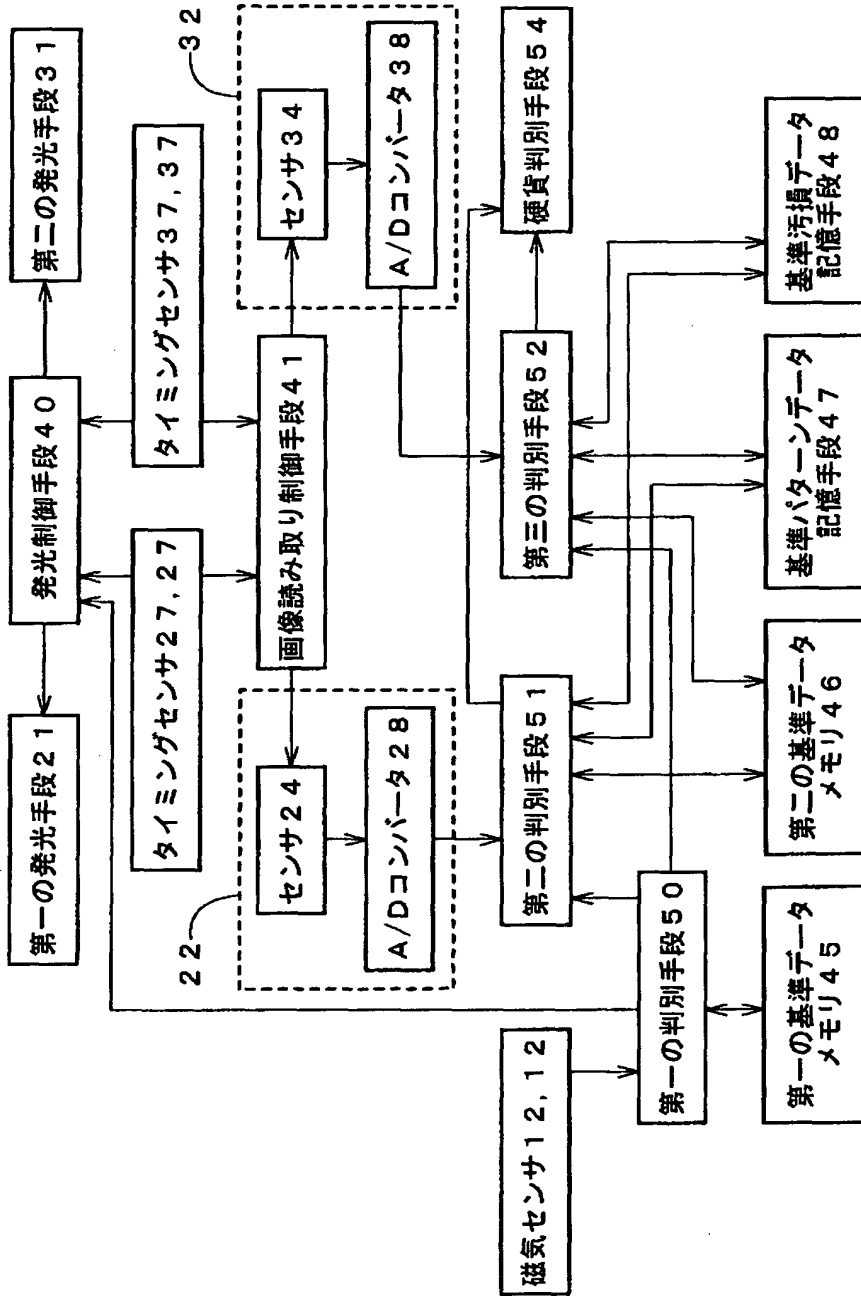 第一の発光手段21
発光制御手段40
第二の発光手段31
タイミングセンサ27,27
タイミングセンサ37,37
22
センサ24
A/Dコンバータ28
画像読み取り制御手段41
32
センサ34
A/Dコンバータ38
磁気センサ12,12
第一の判別手段50
第二の判別手段51
第三の判別手段52
硬貨判別手段54
第一の基準データ
メモリ45
第二の基準データ
メモリ46
基準パターンデータ
記憶手段47
基準汚損データ
記憶手段48